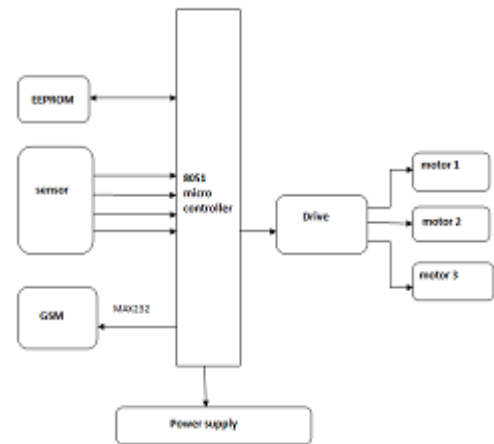 EEPROM
sensor
8051
micro
controller
Drive
motor 1
motor 2
motor 3
GSM
MAX232
Power supply